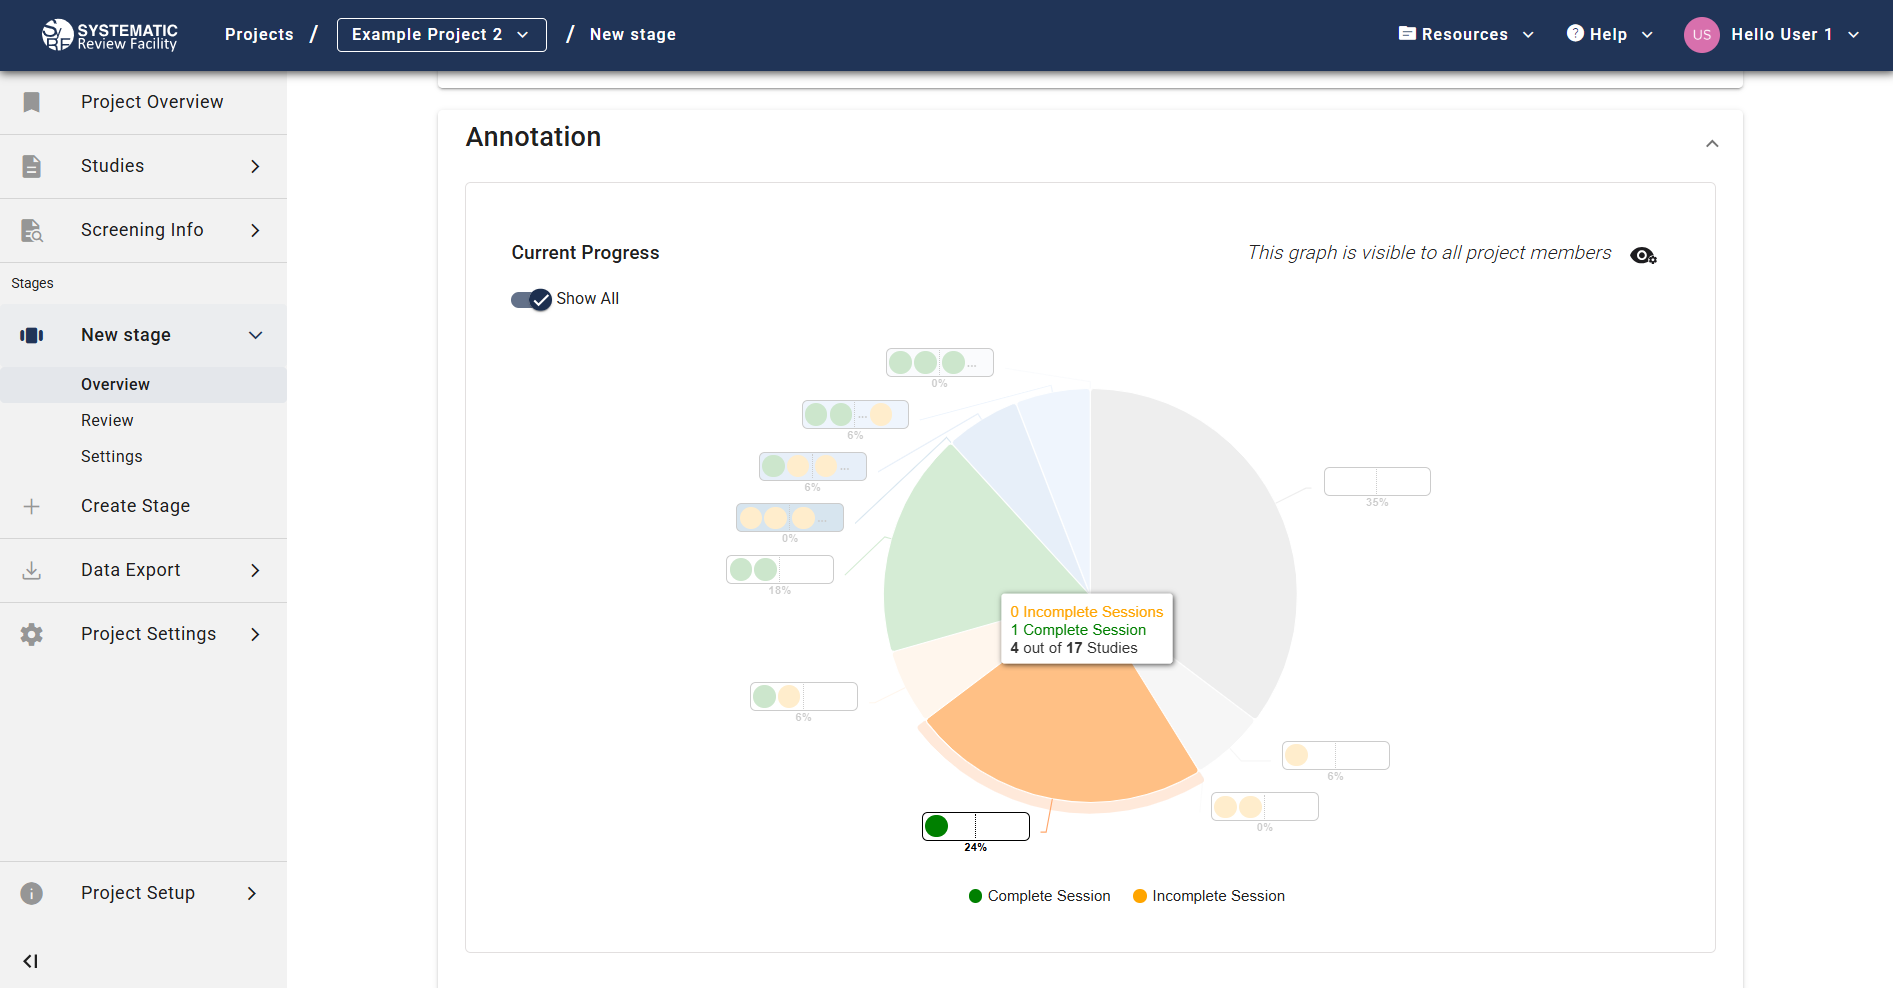 SyRF SYSTEMATIC Review Facility
Projects / Example Project 2 / New stage
Resources
Help
US Hello User 1
Project Overview
Studies
Screening Info
Stages
New stage
Overview
Review
Settings
Create Stage
Data Export
Project Settings
Project Setup
Annotation
Current Progress
This graph is visible to all project members
Show All
...
0%
...
6%
...
6%
...
0%
18%
6%
24%
35%
6%
0%
0 Incomplete Sessions
1 Complete Session
4 out of 17 Studies
Complete Session
Incomplete Session